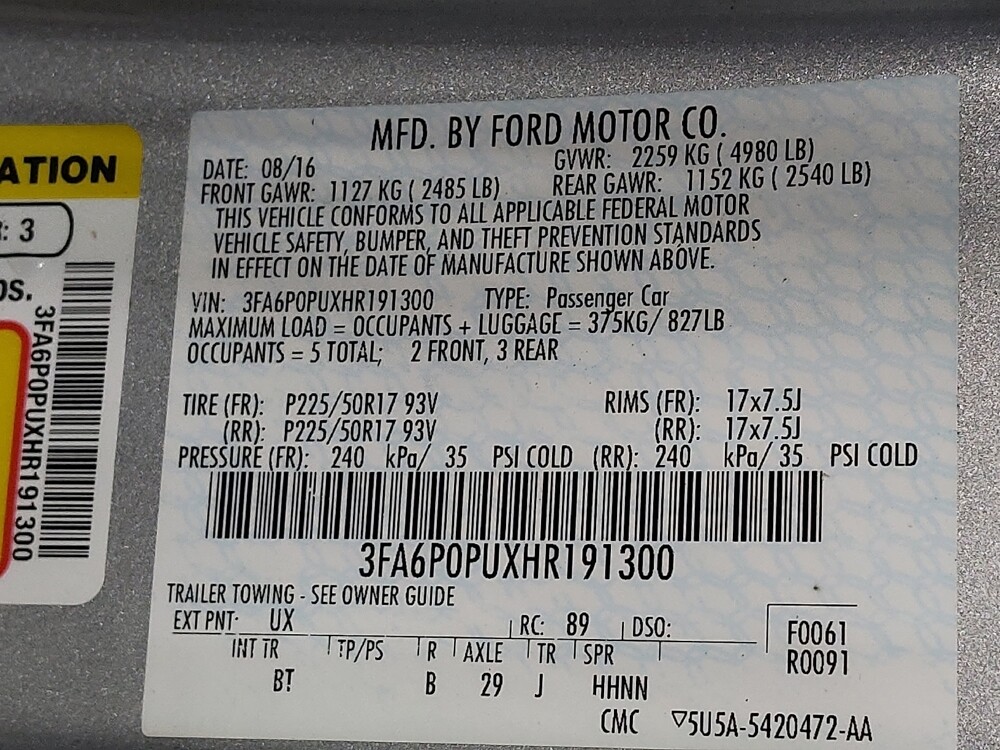 ATION
: 3
OS.
3FA6P0PUXHR191300
MFD. BY FORD MOTOR CO.
DATE: 08/16 GVWR: 2259 KG ( 4980 LB)
FRONT GAWR: 1127 KG ( 2485 LB) REAR GAWR: 1152 KG ( 2540 LB)
THIS VEHICLE CONFORMS TO ALL APPLICABLE FEDERAL MOTOR
VEHICLE SAFETY, BUMPER, AND THEFT PREVENTION STANDARDS
IN EFFECT ON THE DATE OF MANUFACTURE SHOWN ABOVE.
VIN: 3FA6P0PUXHR191300 TYPE: Passenger Car
MAXIMUM LOAD = OCCUPANTS + LUGGAGE = 375KG/ 827LB
OCCUPANTS = 5 TOTAL; 2 FRONT, 3 REAR
TIRE (FR): P225/50R17 93V RIMS (FR): 17x7.5J
(RR): P225/50R17 93V (RR): 17x7.5J
PRESSURE (FR): 240 kPa/ 35 PSI COLD (RR): 240 kPa/ 35 PSI COLD
3FA6P0PUXHR191300
TRAILER TOWING - SEE OWNER GUIDE
EXT PNT: UX RC: 89 DSO:
F0061
INT TR TP/PS R AXLE TR SPR
R0091
BT B 29 J HHNN
CMC ▽5U5A-5420472-AA